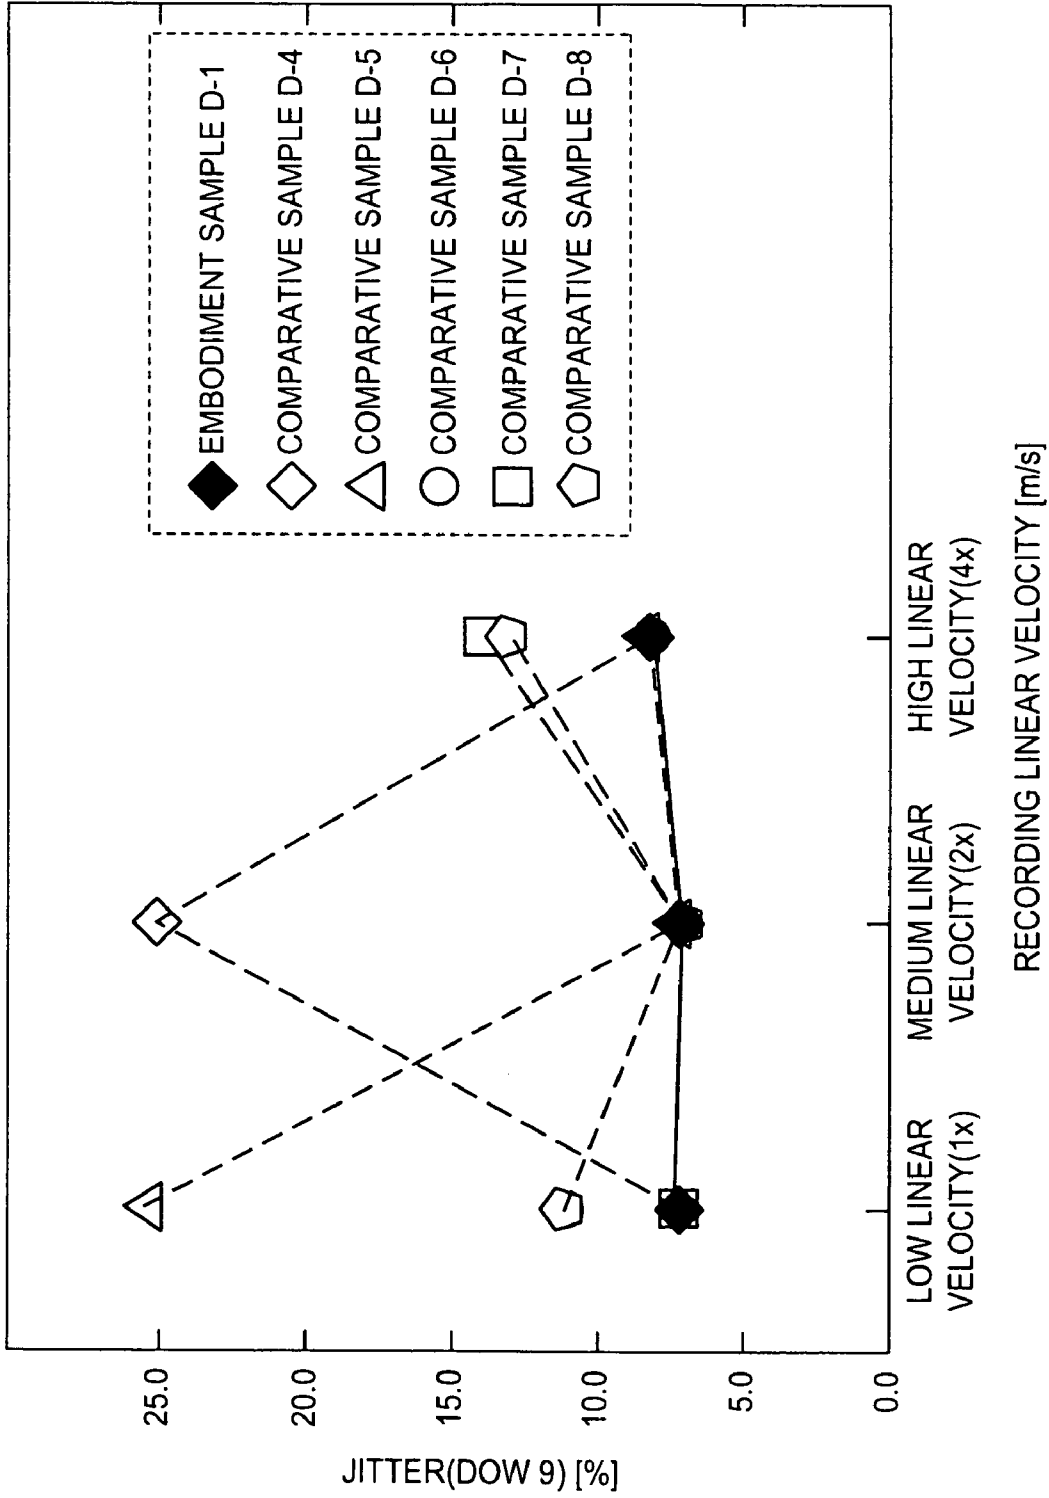 JITTER(DOW 9) [%]
25.0
20.0
15.0
10.0
5.0
0.0
EMBODIMENT SAMPLE D-1
COMPARATIVE SAMPLE D-4
COMPARATIVE SAMPLE D-5
COMPARATIVE SAMPLE D-6
COMPARATIVE SAMPLE D-7
COMPARATIVE SAMPLE D-8
LOW LINEAR
VELOCITY(1x)
MEDIUM LINEAR
VELOCITY(2x)
HIGH LINEAR
VELOCITY(4x)
RECORDING LINEAR VELOCITY [m/s]